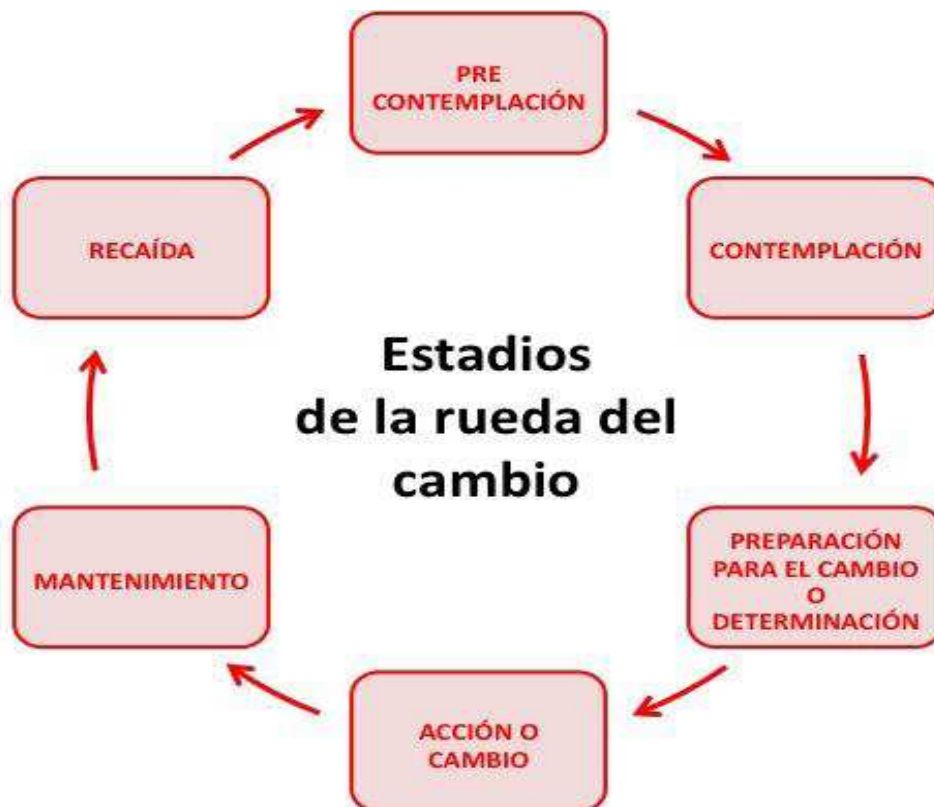 PRE
CONTEMPLACIÓN
CONTEMPLACIÓN
PREPARACIÓN
PARA EL CAMBIO
O
DETERMINACIÓN
ACCIÓN O
CAMBIO
MANTENIMIENTO
RECAÍDA
Estadios
de la rueda del
cambio